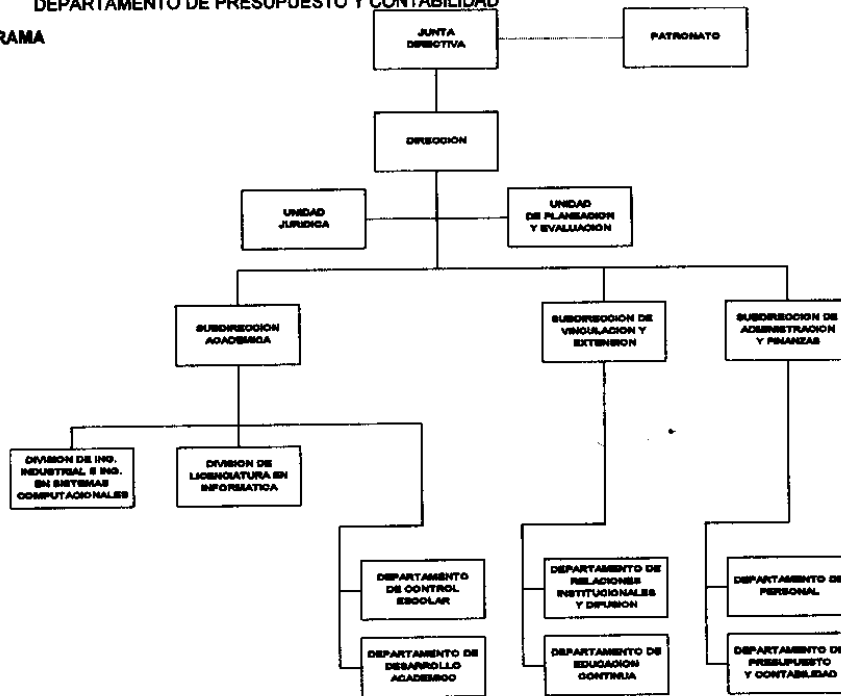 DEPARTAMENTO DE PRESUPUESTO Y CONTABILIDAD
RAMA
JUNTA
DIRECTIVA
PATRONATO
DIRECCIÓN
UNIDAD
JURIDICA
UNIDAD
DE PLANEACION
Y EVALUACION
SUBDIRECCION
ACADEMICA
SUBDIRECCION DE
VINCULACION Y
EXTENSION
SUBDIRECCION DE
ADMINISTRACION
Y FINANZAS
DIVISION DE ING.
INDUSTRIAL E ING.
EN SISTEMAS
COMPUTACIONALES
DIVISION DE
LICENCIATURA EN
INFORMATICA
DEPARTAMENTO
DE CONTROL
ESCOLAR
DEPARTAMENTO DE
RELACIONES
INSTITUCIONALES
Y DIFUSION
DEPARTAMENTO DE
PERSONAL
DEPARTAMENTO DE
DESARROLLO
ACADEMICO
DEPARTAMENTO DE
EDUCACION
CONTINUA
DEPARTAMENTO DE
PRESUPUESTO
Y CONTABILIDAD